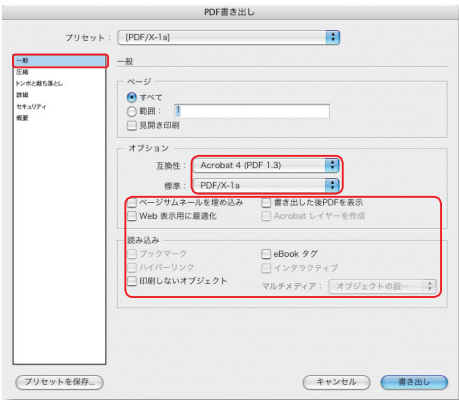 PDF書き出し
プリセット： [PDF/X-1a]
一般
圧縮
トンボと裁ち落とし
詳細
セキュリティ
概要
一般
ページ
すべて
範囲： 1
見開き印刷
オプション
互換性： Acrobat 4 (PDF 1.3)
標準： PDF/X-1a
ページサムネールを埋め込み 書き出した後PDFを表示
Web 表示用に最適化 Acrobat レイヤーを作成
読み込み
ブックマーク eBook タグ
ハイパーリンク インタラクティブ
印刷しないオブジェクト マルチメディア： オブジェクトの設…
プリセットを保存... キャンセル 書き出し